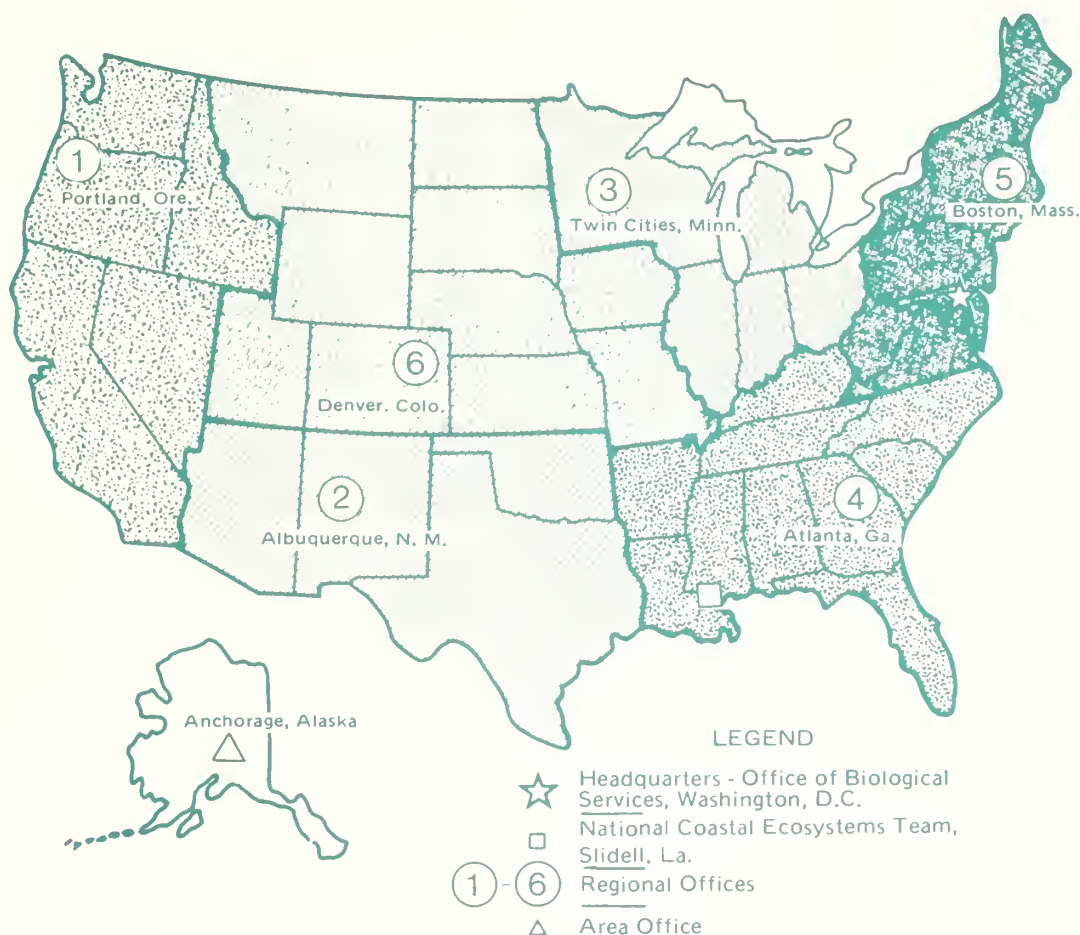 1
Portland, Ore.
3
Twin Cities, Minn.
5
Boston, Mass.
6
Denver. Colo.
2
Albuquerque, N. M.
4
Atlanta, Ga.
Anchorage, Alaska
LEGEND
Headquarters - Office of Biological
Services, Washington, D.C.
National Coastal Ecosystems Team,
Slidell, La.
1 - 6 Regional Offices
Area Office